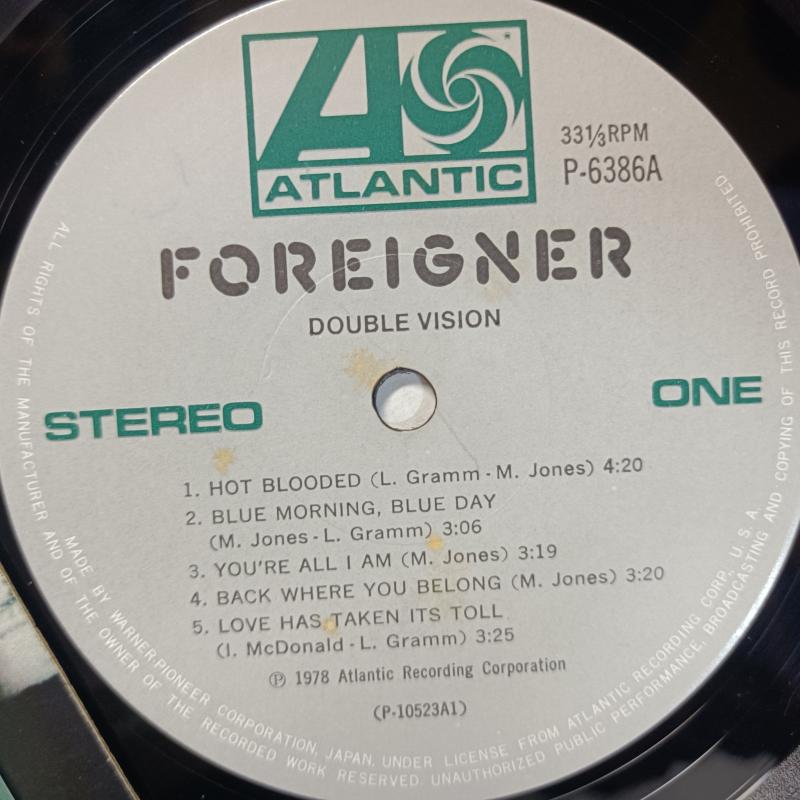 ATLANTIC
33⅓RPM
P-6386A
FOREIGNER
DOUBLE VISION
STEREO
ONE
1. HOT BLOODED (L. Gramm - M. Jones) 4:20
2. BLUE MORNING, BLUE DAY
(M. Jones - L. Gramm) 3:06
3. YOU'RE ALL I AM (M. Jones) 3:19
4. BACK WHERE YOU BELONG (M. Jones) 3:20
5. LOVE HAS TAKEN ITS TOLL
(I. McDonald - L. Gramm) 3:25
Ⓟ 1978 Atlantic Recording Corporation
(P-10523A1)
MADE BY WARNER-PIONEER CORPORATION, JAPAN, UNDER LICENSE FROM ATLANTIC RECORDING CORP., U. S. A.
ALL RIGHTS OF THE MANUFACTURER AND OF THE OWNER OF THE RECORDED WORK RESERVED. UNAUTHORIZED PUBLIC PERFORMANCE, BROADCASTING AND COPYING OF THIS RECORD PROHIBITED.